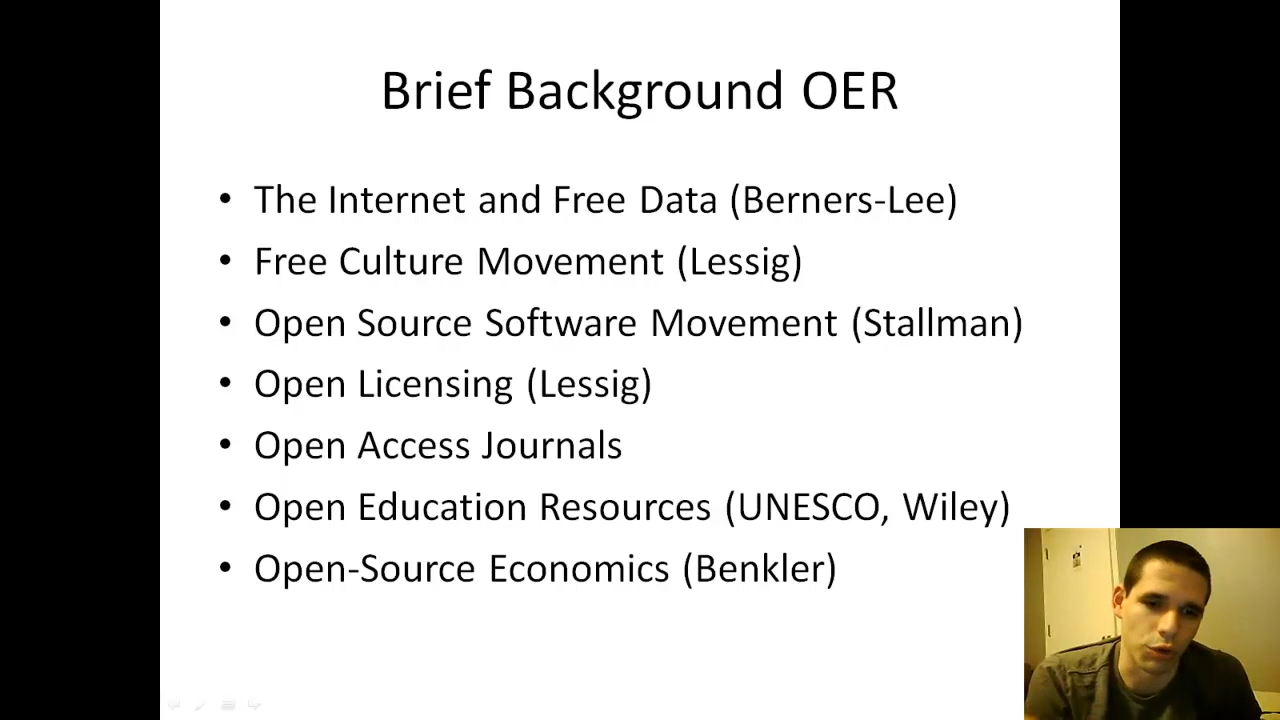 Brief Background OER
• The Internet and Free Data (Berners-Lee)
• Free Culture Movement (Lessig)
• Open Source Software Movement (Stallman)
• Open Licensing (Lessig)
• Open Access Journals
• Open Education Resources (UNESCO, Wiley)
• Open-Source Economics (Benkler)